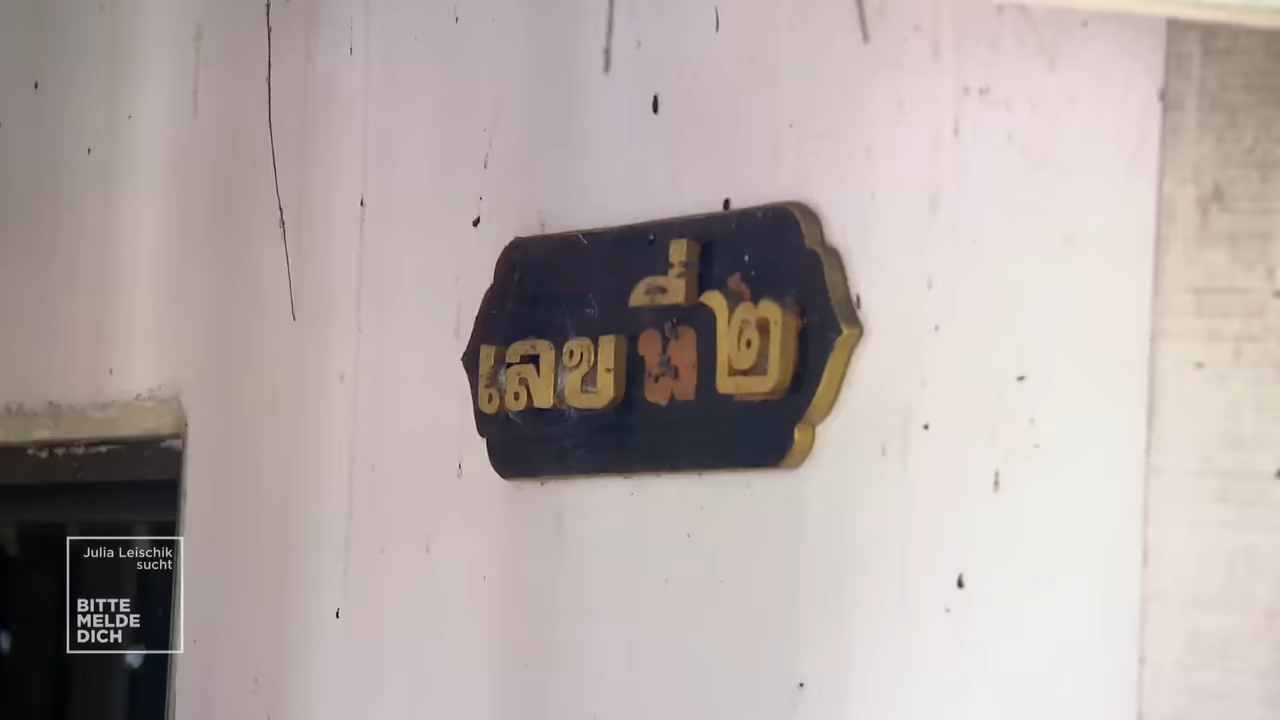 เลขที่ ๒
Julia Leischik
sucht
BITTE
MELDE
DICH